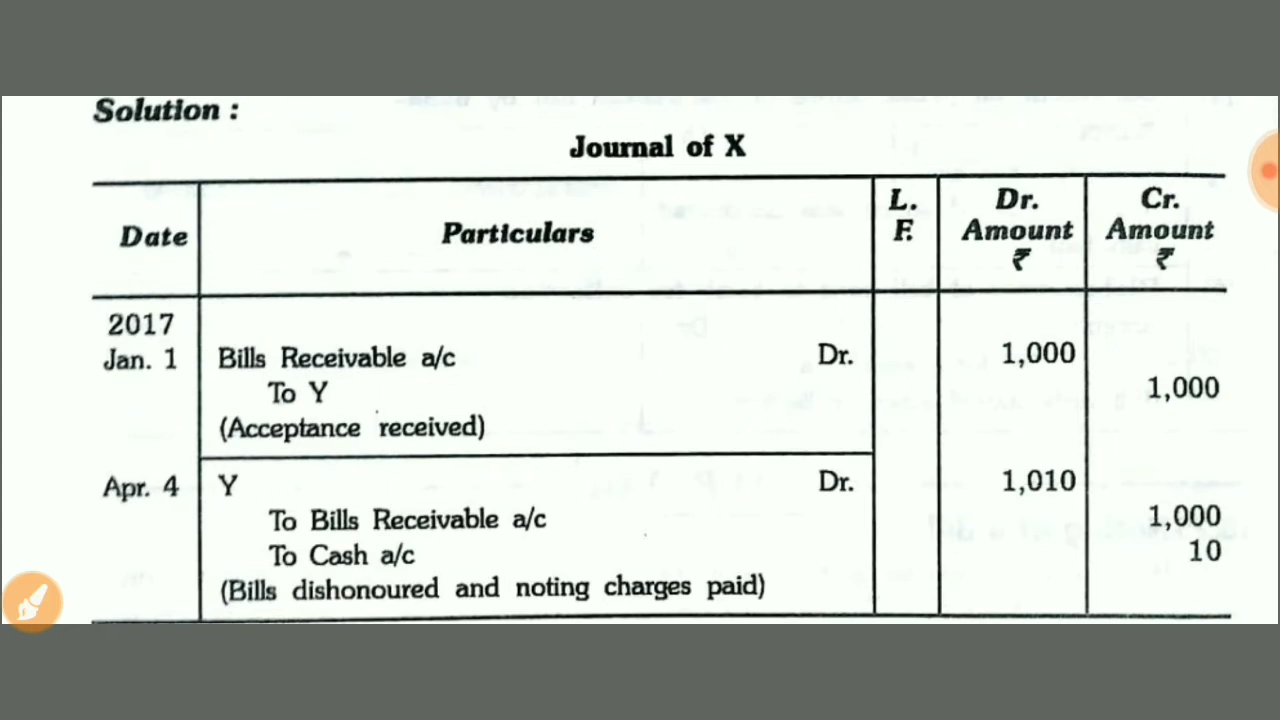 Solution :
Journal of X
Date Particulars L. F. Dr. Amount ₹ Cr. Amount ₹
2017
Jan. 1 Bills Receivable a/c Dr. 1,000
To Y 1,000
(Acceptance received)
Apr. 4 Y Dr. 1,010
To Bills Receivable a/c 1,000
To Cash a/c 10
(Bills dishonoured and noting charges paid)